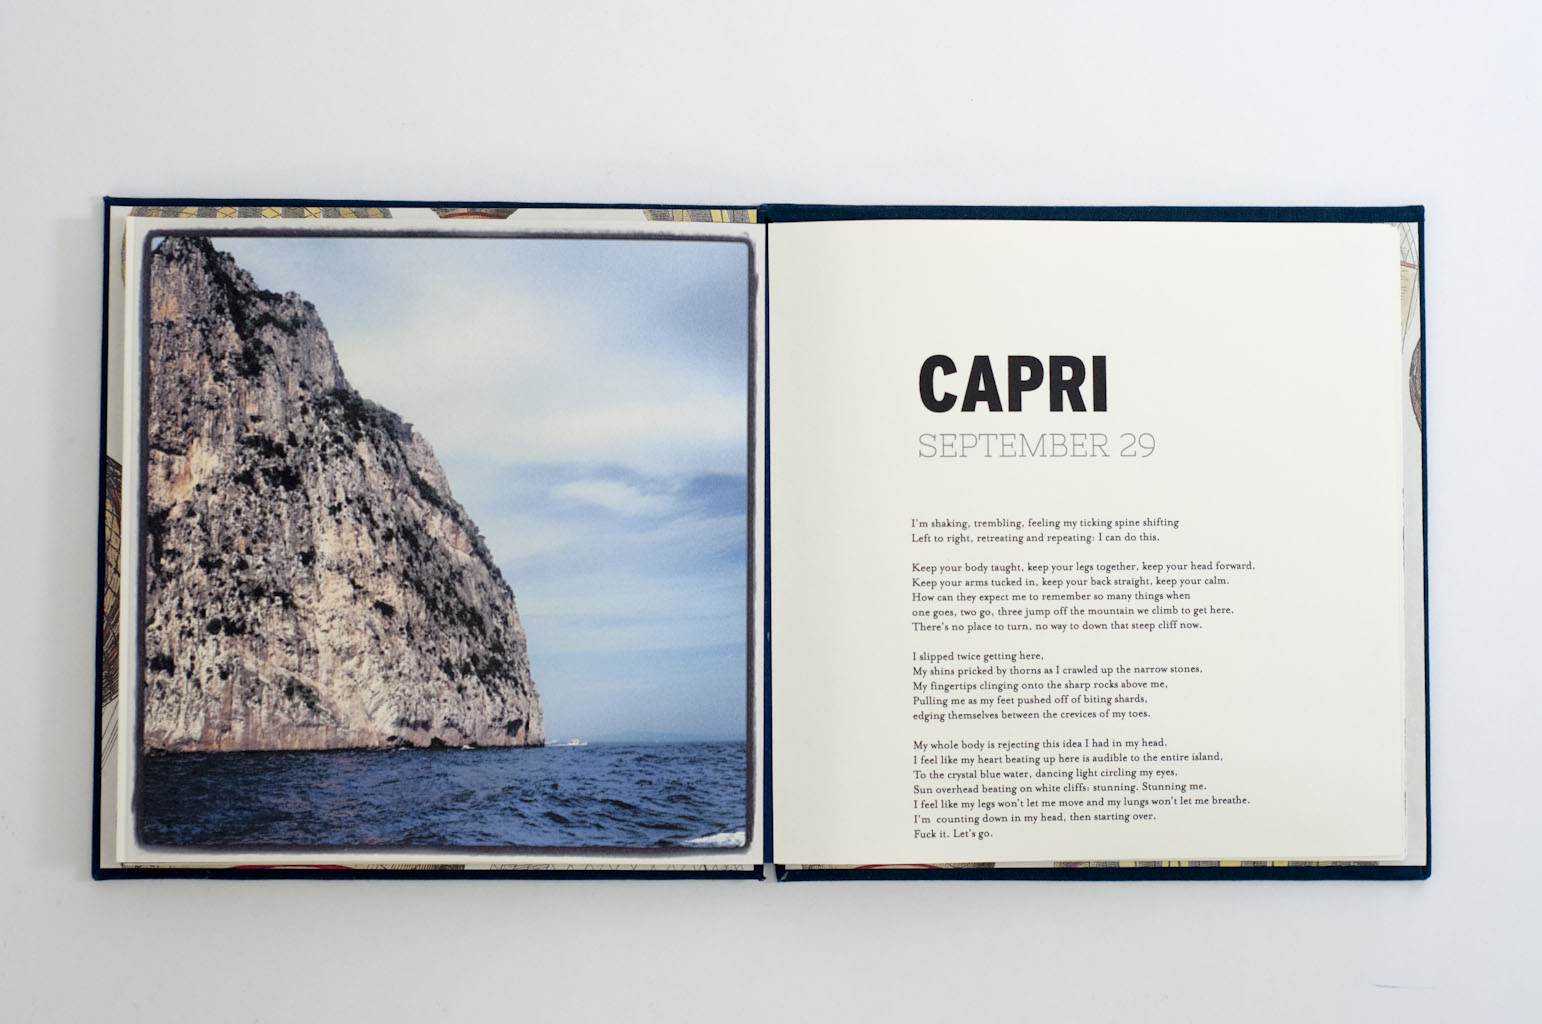 CAPRI
SEPTEMBER 29
I'm shaking, trembling, feeling my ticking spine shifting
Left to right, retreating and repeating: I can do this.
Keep your body taught, keep your legs together, keep your head forward.
Keep your arms tucked in, keep your back straight, keep your calm.
How can they expect me to remember so many things when
one goes, two go, three jump off the mountain we climb to get here.
There's no place to turn, no way to down that steep cliff now.
I slipped twice getting here,
My shins pricked by thorns as I crawled up the narrow stones,
My fingertips clinging onto the sharp rocks above me,
Pulling me as my feet pushed off of biting shards,
edging themselves between the crevices of my toes.
My whole body is rejecting this idea I had in my head.
I feel like my heart beating up here is audible to the entire island,
To the crystal blue water, dancing light circling my eyes,
Sun overhead beating on white cliffs: stunning. Stunning me.
I feel like my legs won't let me move and my lungs won't let me breathe.
I'm counting down in my head, then starting over.
Fuck it. Let's go.